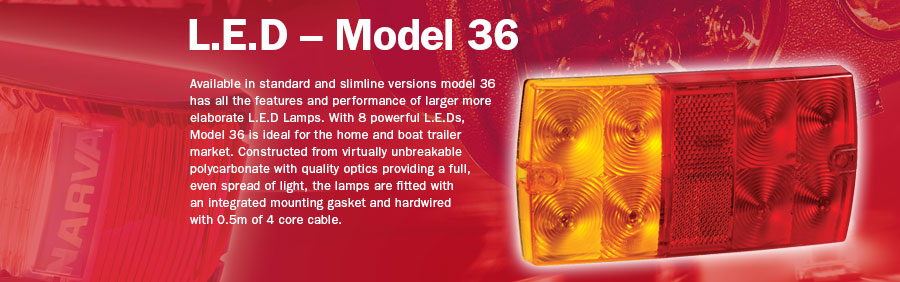 L.E.D – Model 36
Available in standard and slimline versions model 36
has all the features and performance of larger more
elaborate L.E.D Lamps. With 8 powerful L.E.Ds,
Model 36 is ideal for the home and boat trailer
market. Constructed from virtually unbreakable
polycarbonate with quality optics providing a full,
even spread of light, the lamps are fitted with
an integrated mounting gasket and hardwired
with 0.5m of 4 core cable.
NARVA